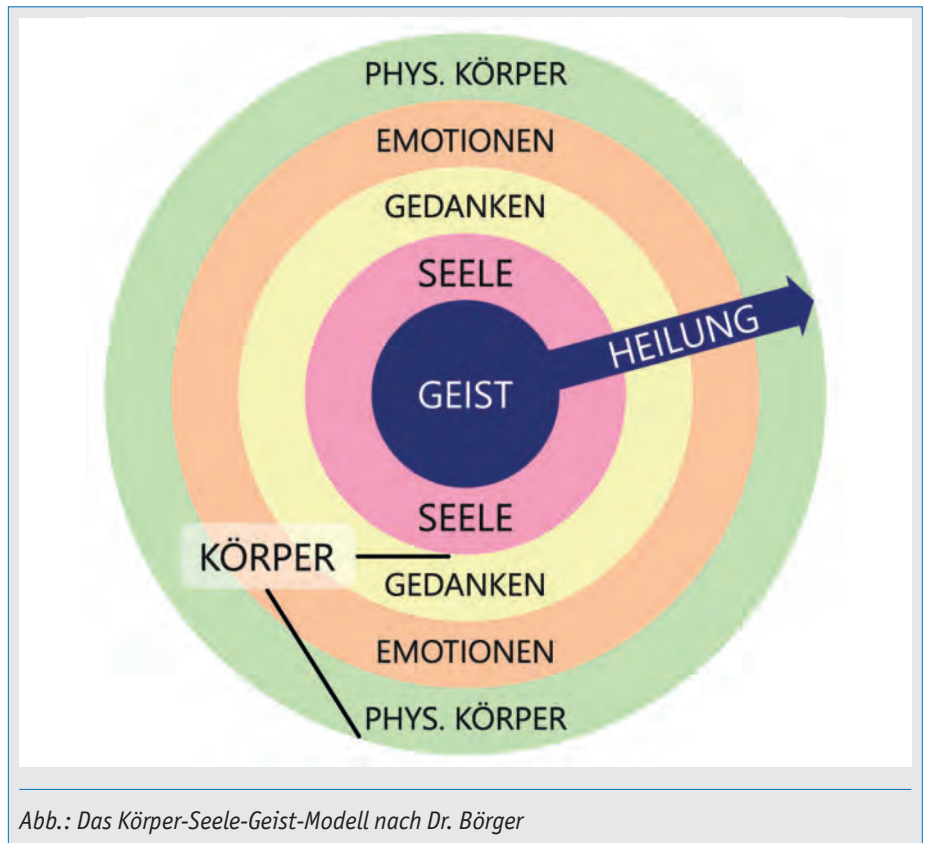 PHYS. KÖRPER
EMOTIONEN
GEDANKEN
SEELE
HEILUNG
GEIST
SEELE
KÖRPER
GEDANKEN
EMOTIONEN
PHYS. KÖRPER
Abb.: Das Körper-Seele-Geist-Modell nach Dr. Börger